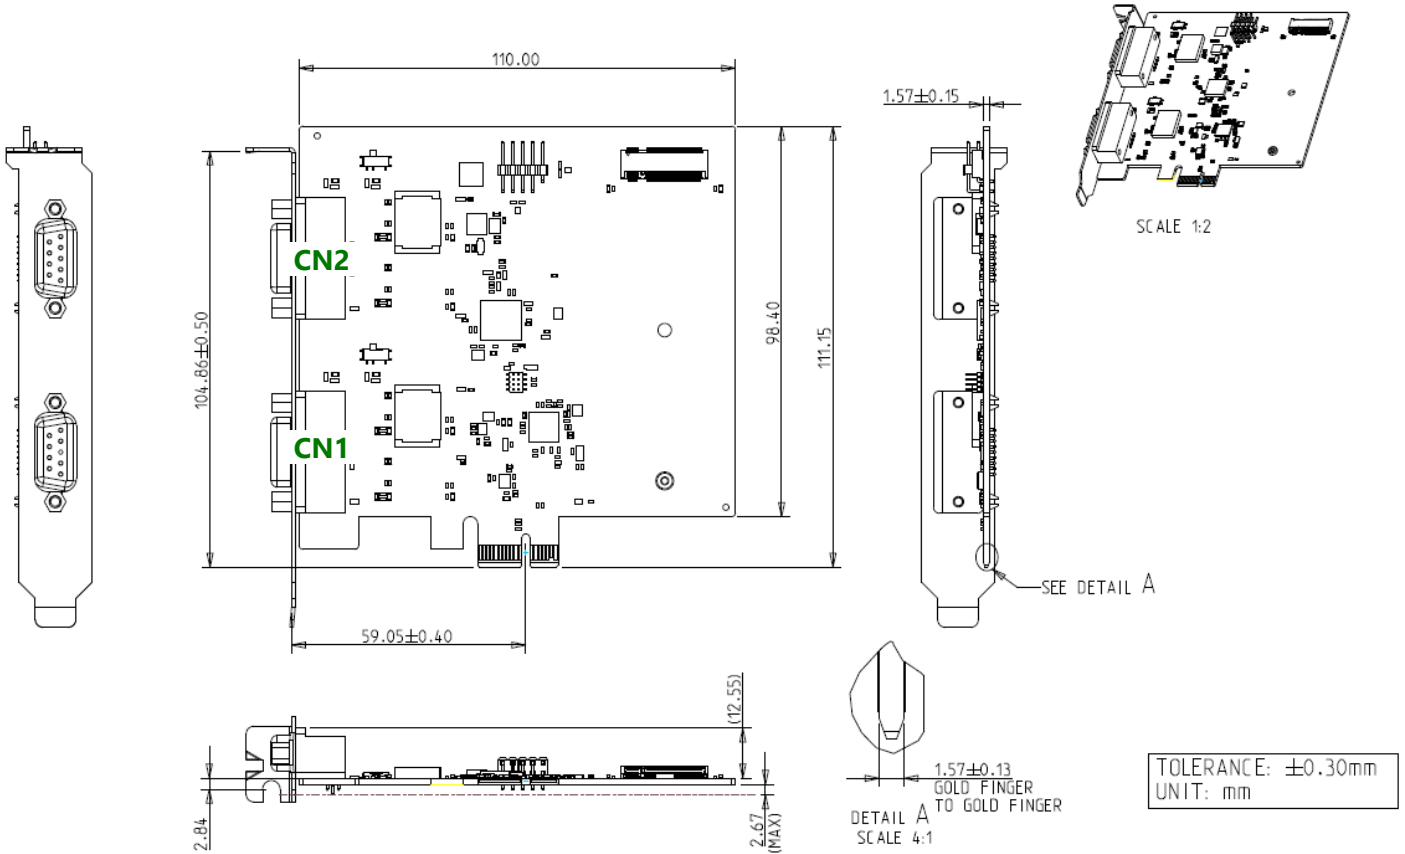 110.00
1.57±0.15
SCALE 1:2
CN2
104.86±0.50
98.40
111.15
CN1
SEE DETAIL A
59.05±0.40
(12.55)
1.57±0.13
GOLD FINGER
TO GOLD FINGER
DETAIL A
SCALE 4:1
2.84
2.67
(MAX)
TOLERANCE: ±0.30mm
UNIT: mm